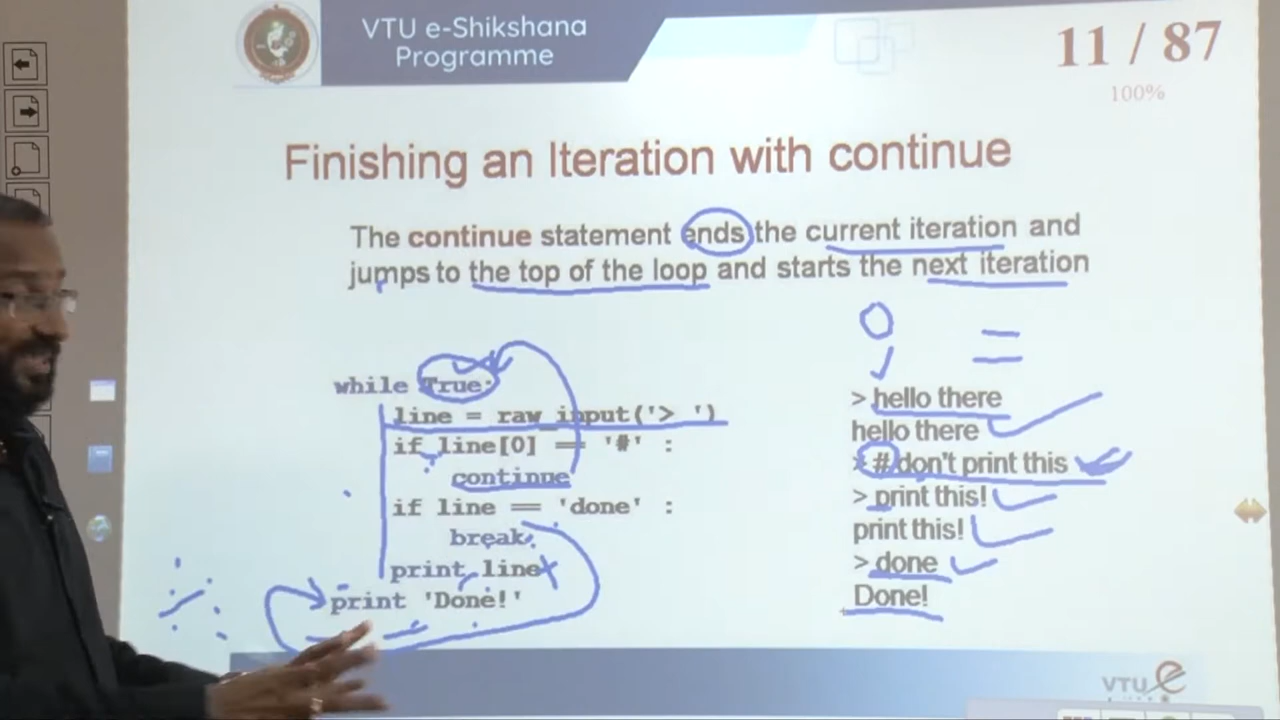 VTU e-Shikshana
Programme
11 / 87
100%
Finishing an Iteration with continue
The continue statement ends the current iteration and
jumps to the top of the loop and starts the next iteration
while True:
line = raw_input('> ')
if line[0] == '#' :
continue
if line == 'done' :
break
print line
print 'Done!'
> hello there
hello there
> # don't print this
> print this!
print this!
> done
Done!
VTU e